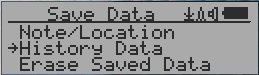 Save Data
Note/Location
→History Data
Erase Saved Data